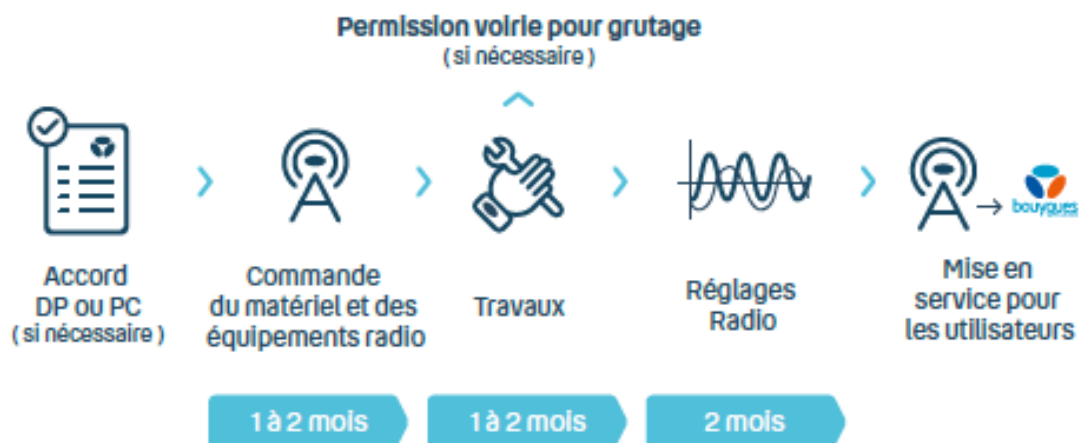 Permission voirie pour grutage
( si nécessaire )
Accord
DP ou PC
( si nécessaire )
Commande
du matériel et des
équipements radio
Travaux
Réglages
Radio
Mise en
service pour
les utilisateurs
bouygues
1 à 2 mois
1 à 2 mois
2 mois